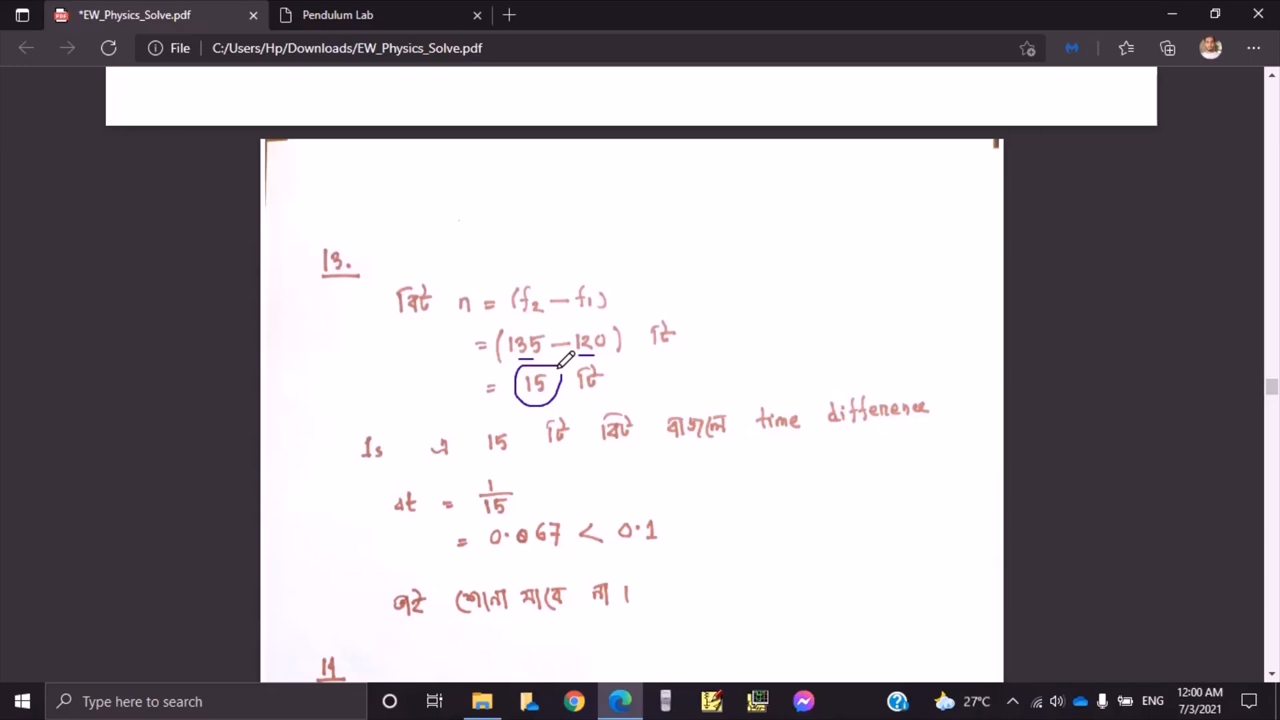 *EW_Physics_Solve.pdf
Pendulum Lab
File
C:/Users/Hp/Downloads/EW_Physics_Solve.pdf
13.
বিট n = (f₂ — f₁)
= (135 — 120) টি
= 15 টি
1s এ 15 টি বিট বাজলে time difference
Δt = 1/15
= 0.067 < 0.1
তাই শোনা যাবে না।
14
Type here to search
27°C
ENG
12:00 AM
7/3/2021